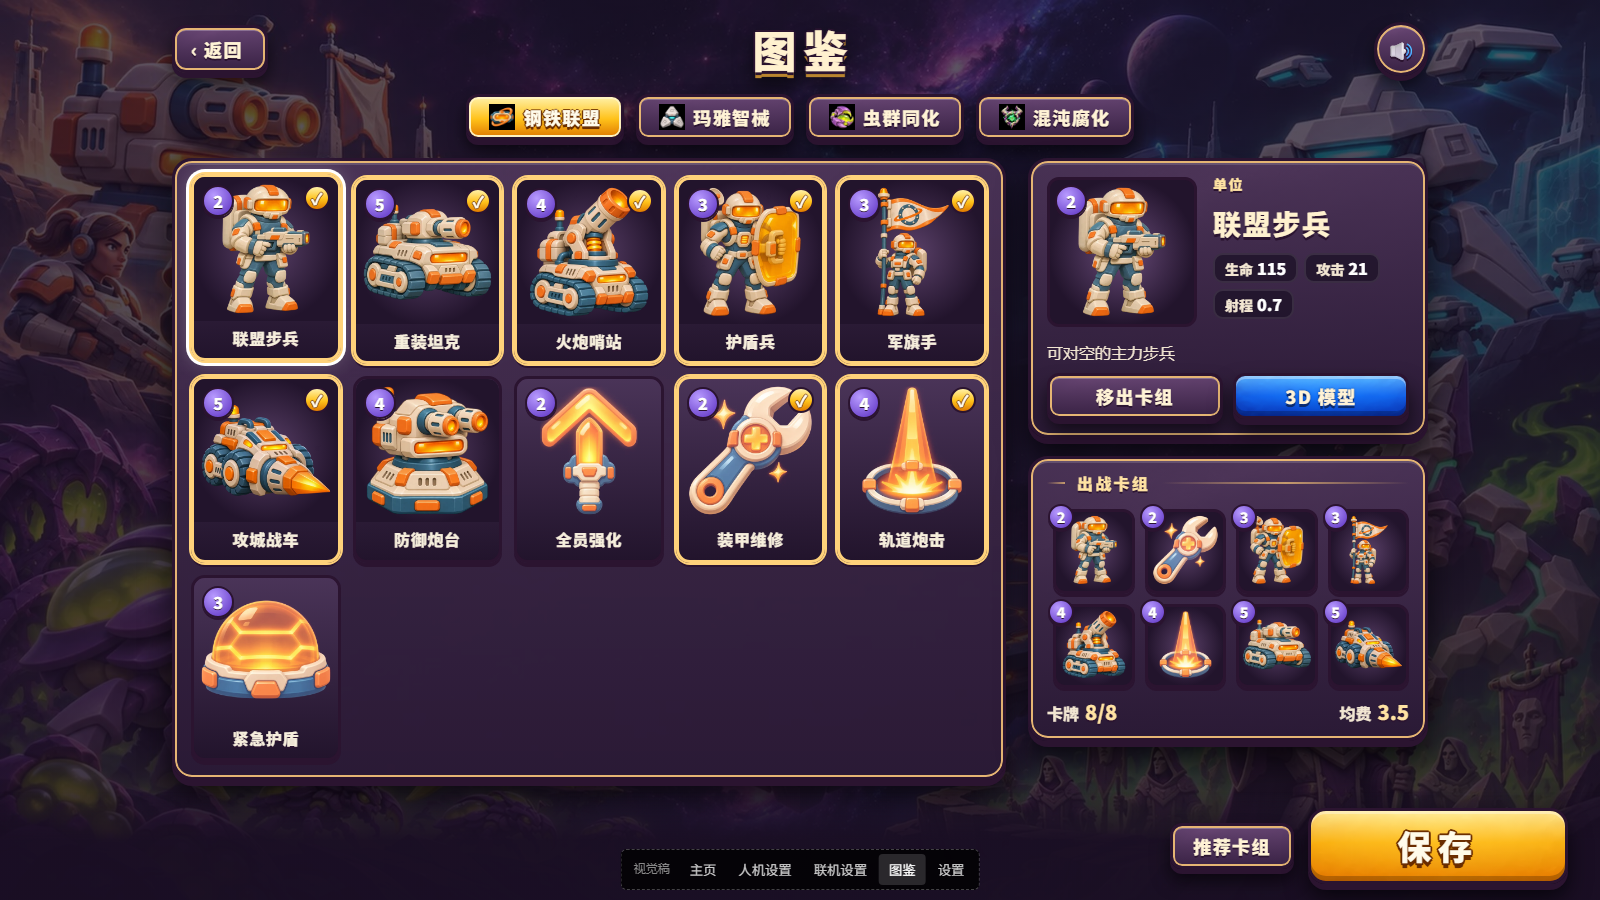 ‹ 返回
图鉴
钢铁联盟
玛雅智械
虫群同化
混沌腐化
2
联盟步兵
5
重装坦克
4
火炮哨站
3
护盾兵
3
军旗手
5
攻城战车
4
防御炮台
2
全员强化
2
装甲维修
4
轨道炮击
3
紧急护盾
2
单位
联盟步兵
生命 115
攻击 21
射程 0.7
可对空的主力步兵
移出卡组
3D 模型
出战卡组
2
2
3
3
4
4
5
5
卡牌 8/8
均费 3.5
推荐卡组
保存
视觉稿 主页 人机设置 联机设置 图鉴 设置